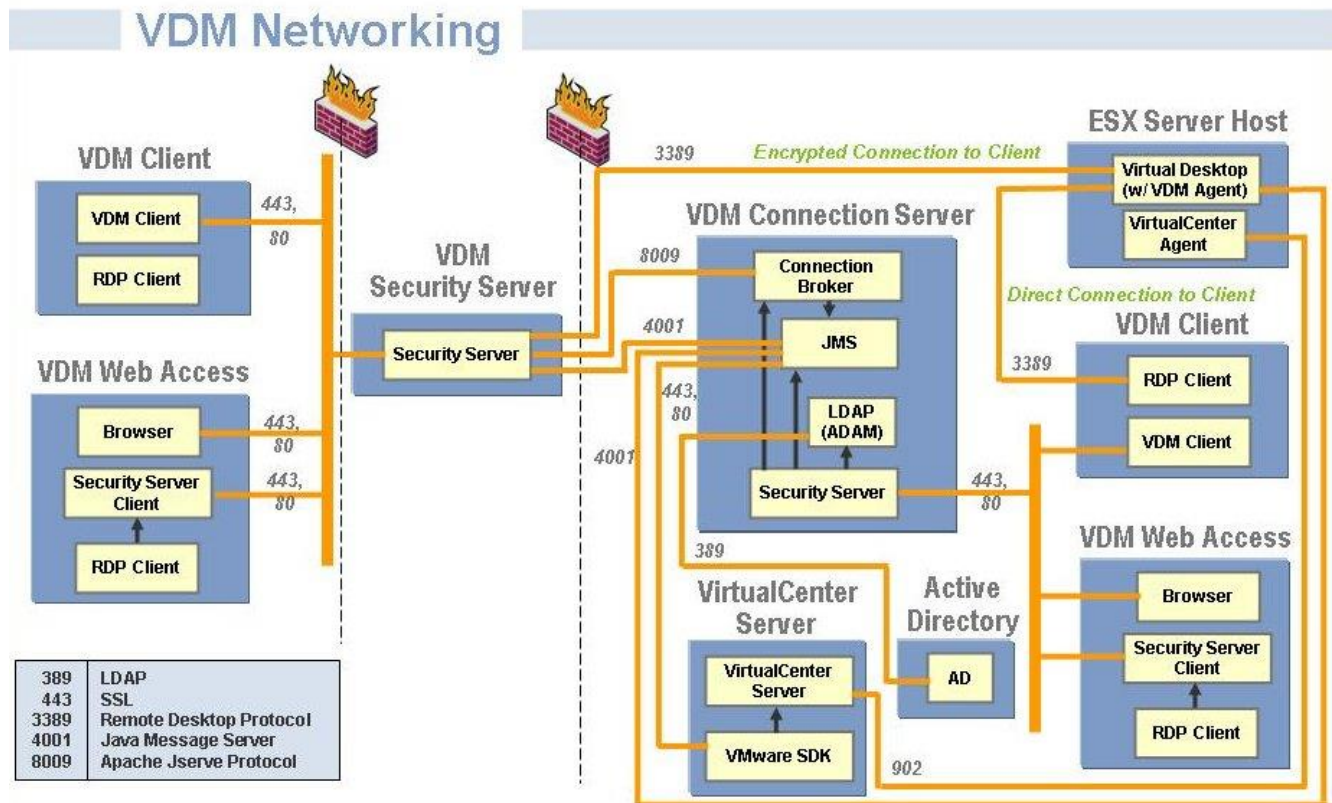 VDM Networking
VDM Client
VDM Client
RDP Client
443,
80
VDM Web Access
Browser
443,
80
Security Server
Client
443,
80
RDP Client
VDM
Security Server
Security Server
3389
Encrypted Connection to Client
8009
4001
VDM Connection Server
Connection
Broker
JMS
443,
80
LDAP
(ADAM)
4001
Security Server
443,
80
389
ESX Server Host
Virtual Desktop
(w/ VDM Agent)
VirtualCenter
Agent
Direct Connection to Client
VDM Client
3389
RDP Client
VDM Client
VDM Web Access
Browser
Security Server
Client
RDP Client
VirtualCenter
Server
VirtualCenter
Server
VMware SDK
Active
Directory
AD
902
389 LDAP
443 SSL
3389 Remote Desktop Protocol
4001 Java Message Server
8009 Apache Jserve Protocol